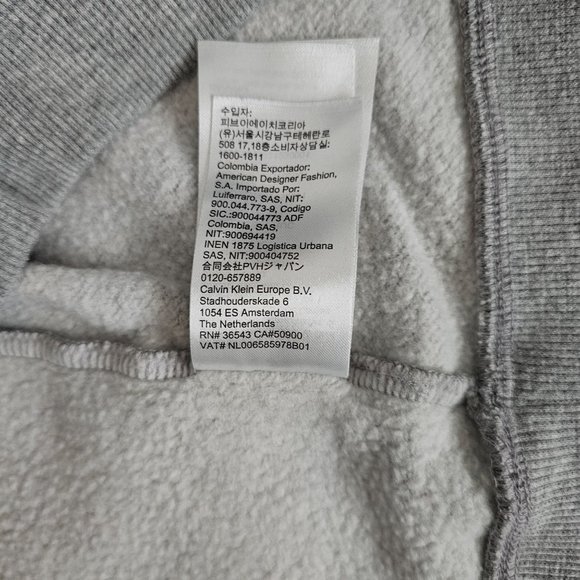 수입자:
피브이에이치코리아
(유)서울시강남구테헤란로
508 17,18층소비자상담실:
1600-1811
Colombia Exportador:
American Designer Fashion,
S.A. Importado Por:
Luiferraro, SAS, NIT:
900.044.773-9, Codigo
SIC.:900044773 ADF
Colombia, SAS,
NIT:900694419
INEN 1875 Logistica Urbana
SAS, NIT:900404752
合同会社PVHジャパン
0120-657889
Calvin Klein Europe B.V.
Stadhouderskade 6
1054 ES Amsterdam
The Netherlands
RN# 36543 CA#50900
VAT# NL006585978B01